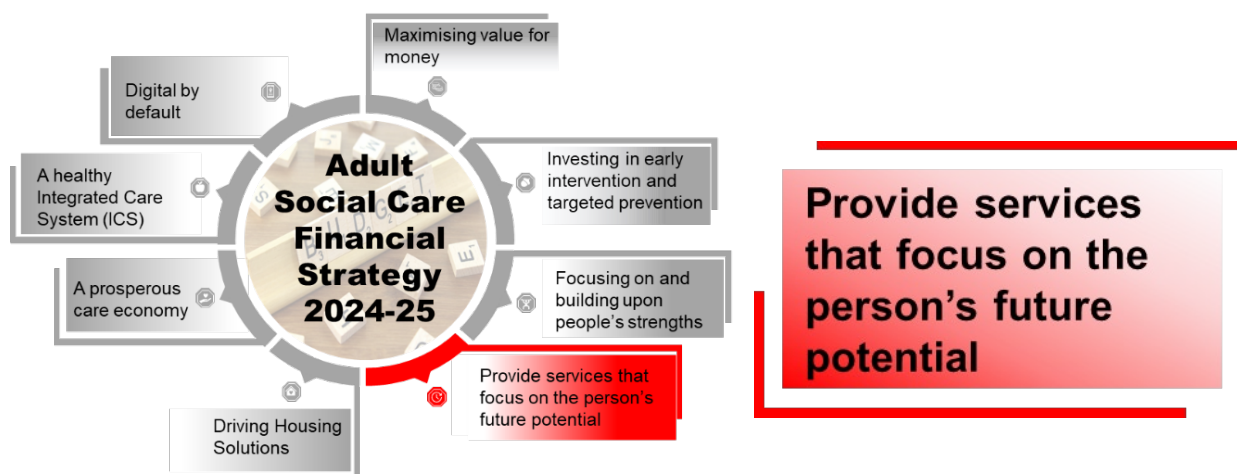 Maximising value for
money
Digital by
default
Investing in early
intervention and
targeted prevention
A healthy
Integrated Care
System (ICS)
Adult
Social Care
Financial
Strategy
2024-25
BUDGET
Focusing on and
building upon
people's strengths
A prosperous
care economy
Provide services that
focus on the person's
future potential
Driving Housing
Solutions
Provide services
that focus on the
person's future
potential